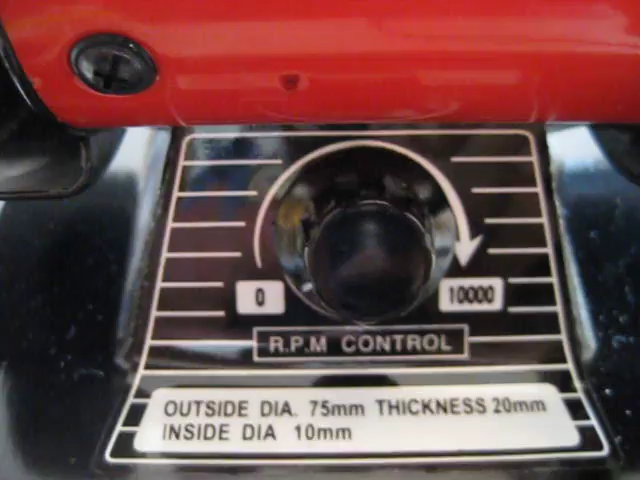 0
10000
R.P.M CONTROL
OUTSIDE DIA. 75mm THICKNESS 20mm
INSIDE DIA 10mm